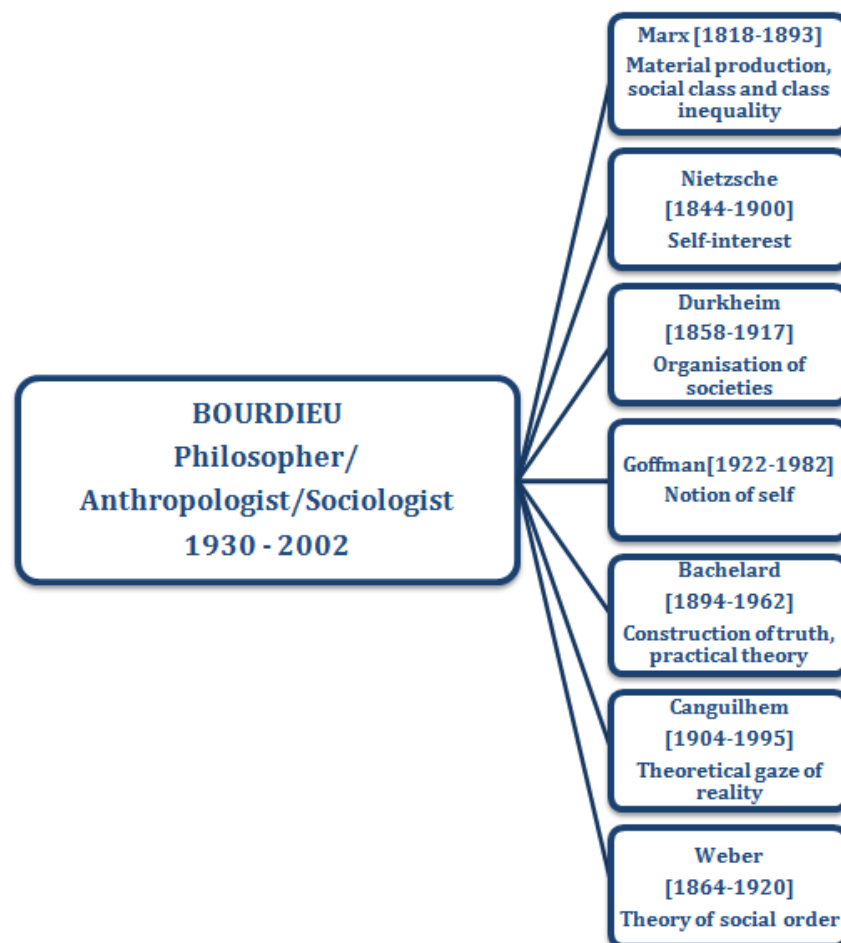 BOURDIEU
Philosopher/
Anthropologist/Sociologist
1930 - 2002
Marx [1818-1893]
Material production,
social class and class
inequality
Nietzsche
[1844-1900]
Self-interest
Durkheim
[1858-1917]
Organisation of
societies
Goffman[1922-1982]
Notion of self
Bachelard
[1894-1962]
Construction of truth,
practical theory
Canguilhem
[1904-1995]
Theoretical gaze of
reality
Weber
[1864-1920]
Theory of social order